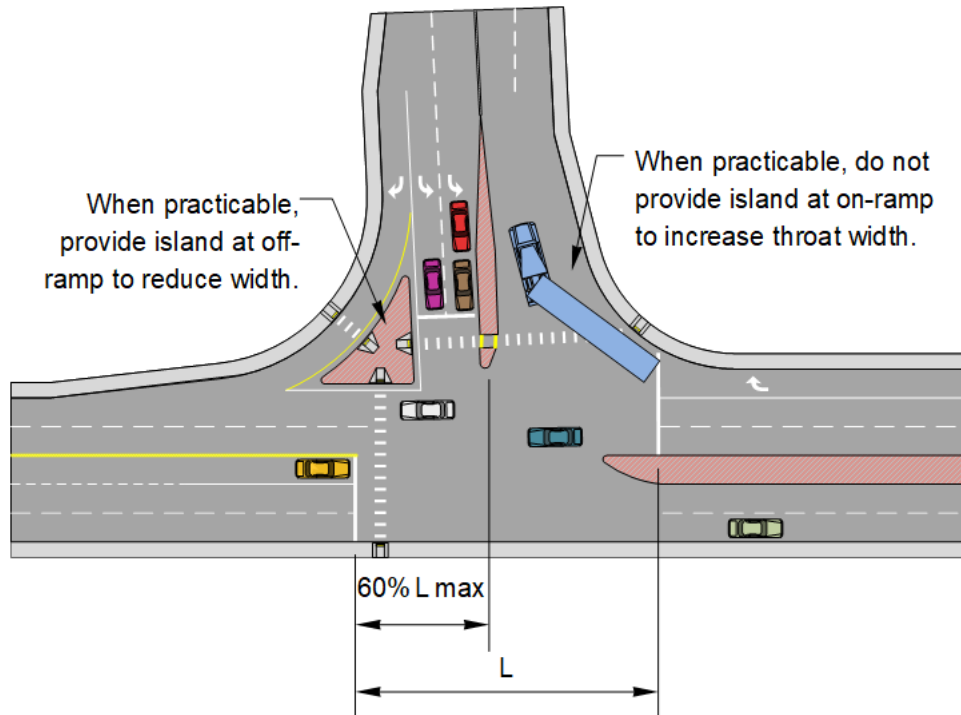 When practicable,
provide island at off-
ramp to reduce width.
When practicable, do not
provide island at on-ramp
to increase throat width.
60% L max
L